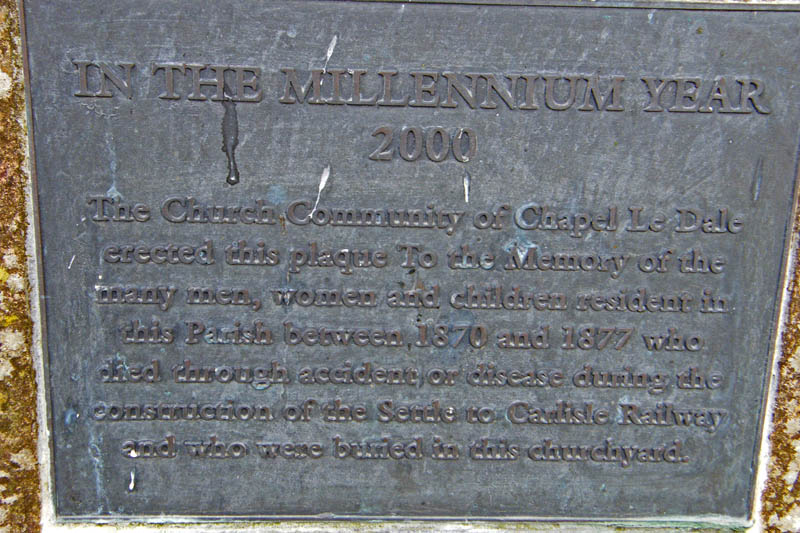 IN THE MILLENNIUM YEAR
2000
The Church Community of Chapel Le Dale
erected this plaque To the Memory of the
many men, women and children resident in
this Parish between 1870 and 1877 who
died through accident or disease during the
construction of the Settle to Carlisle Railway
and who were buried in this churchyard.